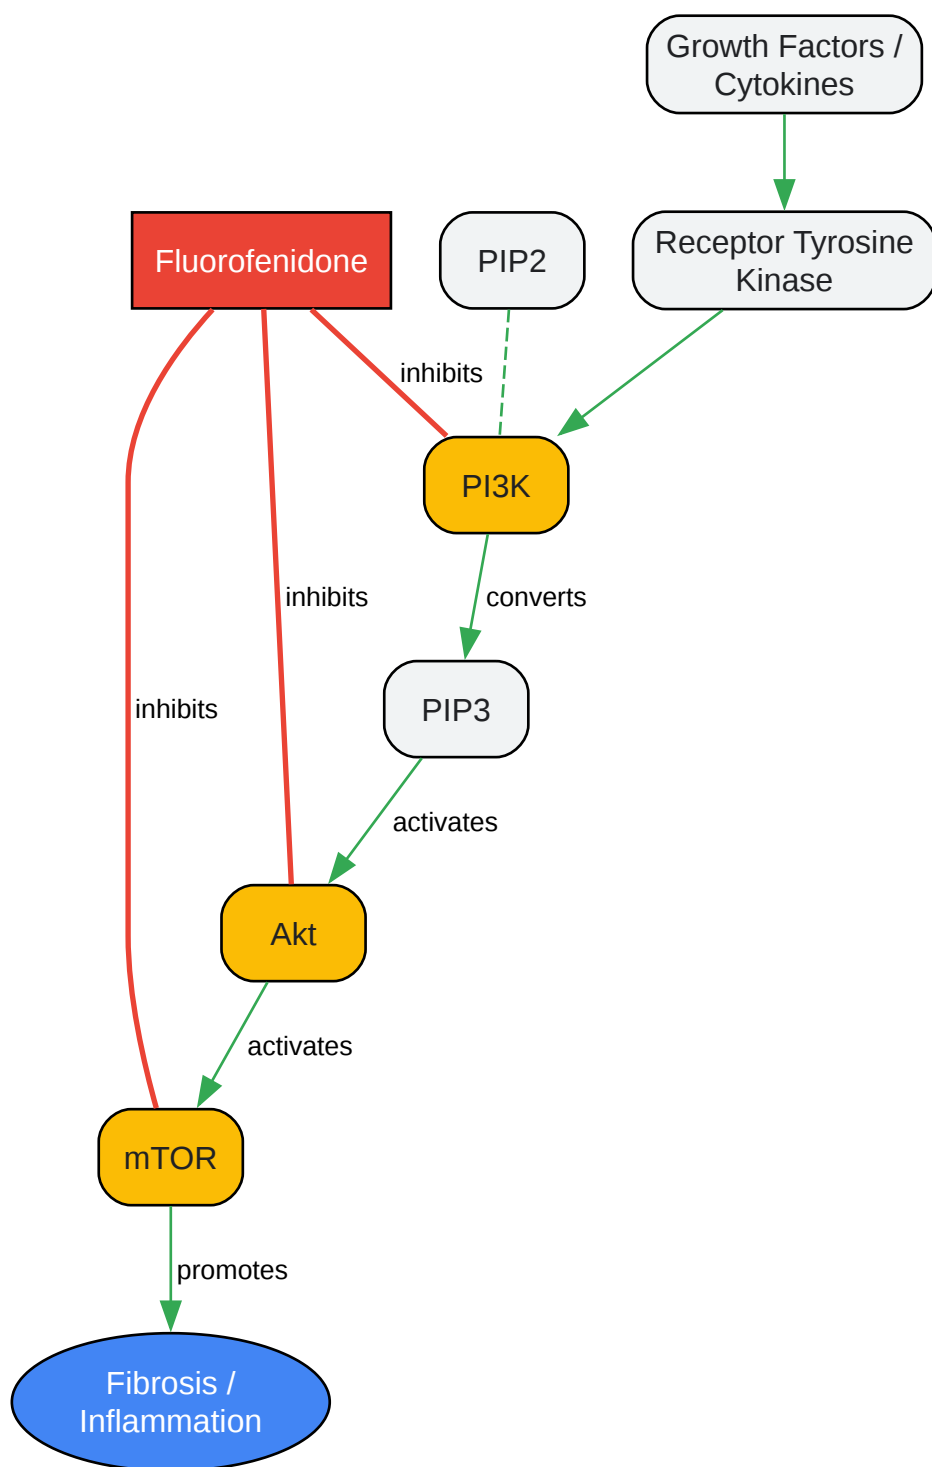 Growth Factors /
Cytokines
Fluorofenidone
PIP2
Receptor Tyrosine
Kinase
inhibits
PI3K
inhibits
converts
inhibits
PIP3
activates
Akt
activates
mTOR
promotes
Fibrosis /
Inflammation